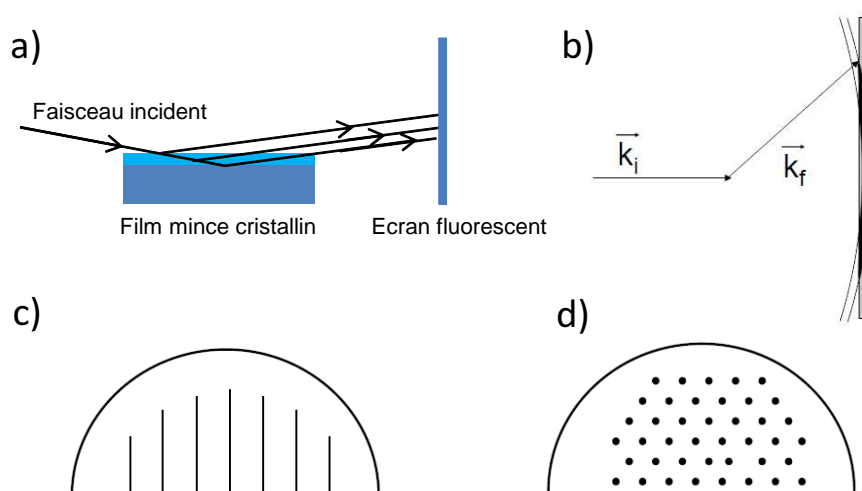 a)
Faisceau incident
Film mince cristallin
Ecran fluorescent
b)
k_i
k_f
c)
d)